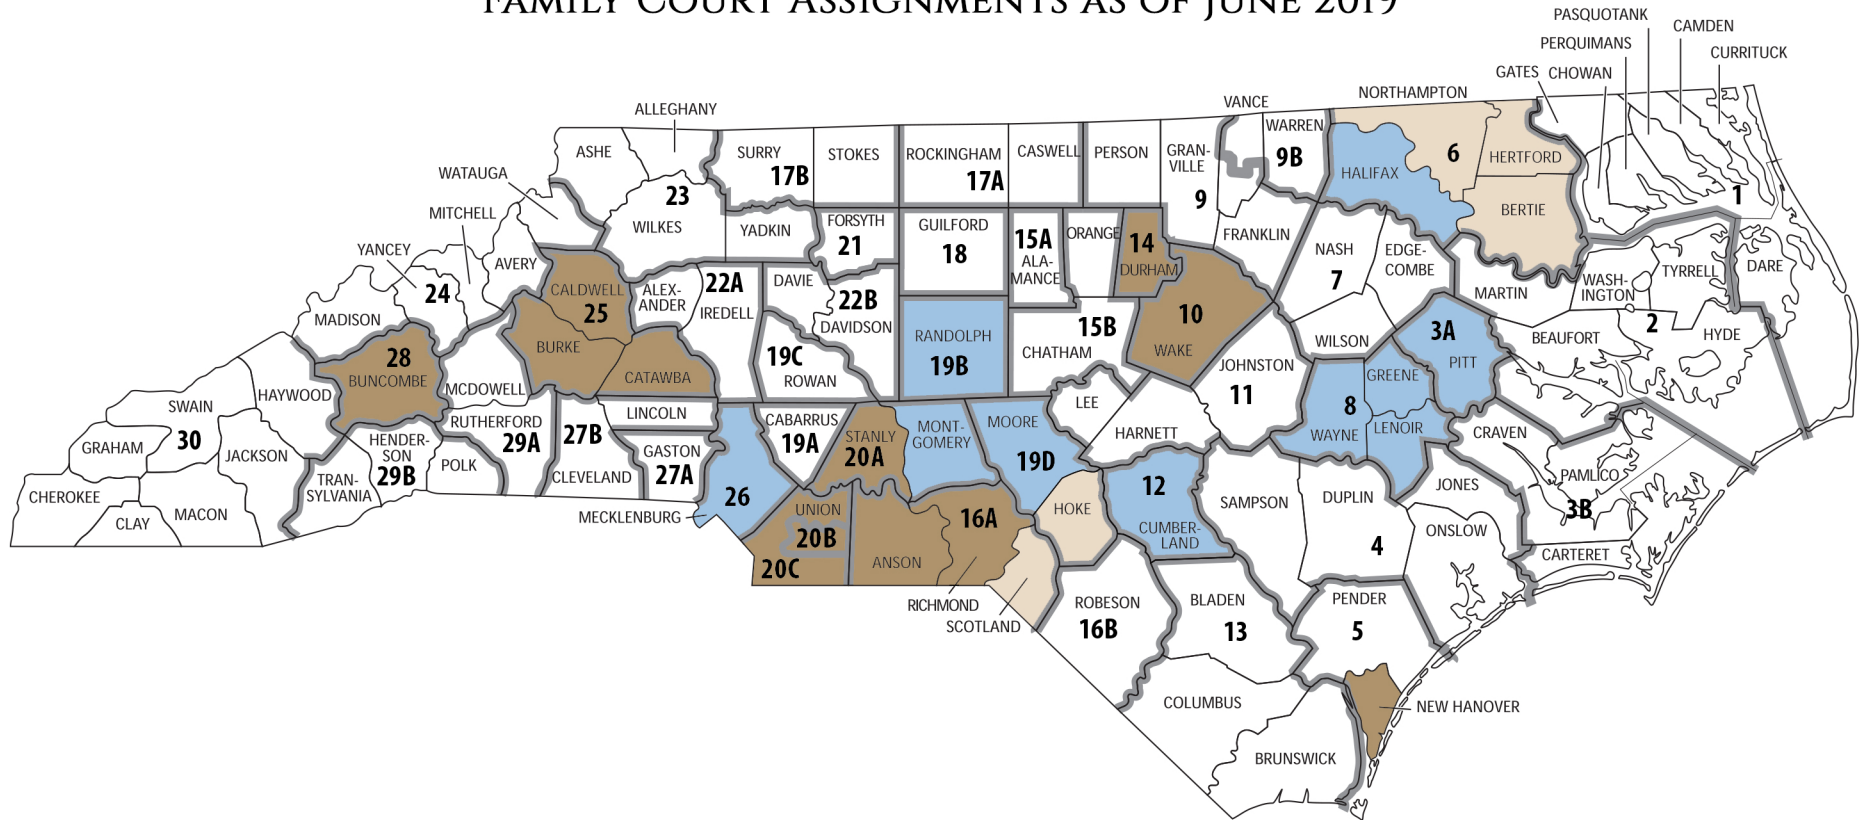 FAMILY COURT ASSIGNMENTS AS OF JUNE 2019
PASQUOTANK
CAMDEN
PERQUIMANS
CURRITUCK
GATES
CHOWAN
NORTHAMPTON
VANCE
ALLEGHANY
WARREN
9B
ASHE
SURRY
17B
STOKES
ROCKINGHAM
17A
CASWELL
PERSON
GRAN-
VILLE
9
HALIFAX
6
HERTFORD
BERTIE
1
WATAUGA
23
WILKES
YADKIN
FORSYTH
21
GUILFORD
18
15A
ALA-
MANCE
ORANGE
14
DURHAM
FRANKLIN
NASH
7
EDGE-
COMBE
MITCHELL
YANCEY
AVERY
24
MADISON
CALDWELL
25
BURKE
CATAWBA
ALEX-
ANDER
22A
IREDELL
DAVIE
22B
DAVIDSON
RANDOLPH
19B
15B
CHATHAM
10
WAKE
WILSON
MARTIN
WASH-
INGTON
TYRRELL
DARE
2
HYDE
BEAUFORT
3A
PITT
28
BUNCOMBE
HAYWOOD
MCDOWELL
19C
ROWAN
JOHNSTON
11
GREENE
8
WAYNE
LENOIR
LEE
HARNETT
SWAIN
30
GRAHAM
JACKSON
CHEROKEE
CLAY
MACON
HENDER-
SON
29B
TRAN-
SYLVANIA
POLK
RUTHERFORD
29A
27B
CLEVELAND
LINCOLN
GASTON
27A
MECKLENBURG
26
CABARRUS
19A
STANLY
20A
MONT-
GOMERY
MOORE
19D
UNION
20B
20C
ANSON
16A
RICHMOND
SCOTLAND
HOKE
12
CUMBER-
LAND
SAMPSON
DUPLIN
4
CRAVEN
JONES
PAMLICO
3B
ONSLOW
CARTERET
ROBESON
16B
BLADEN
13
PENDER
5
COLUMBUS
NEW HANOVER
BRUNSWICK